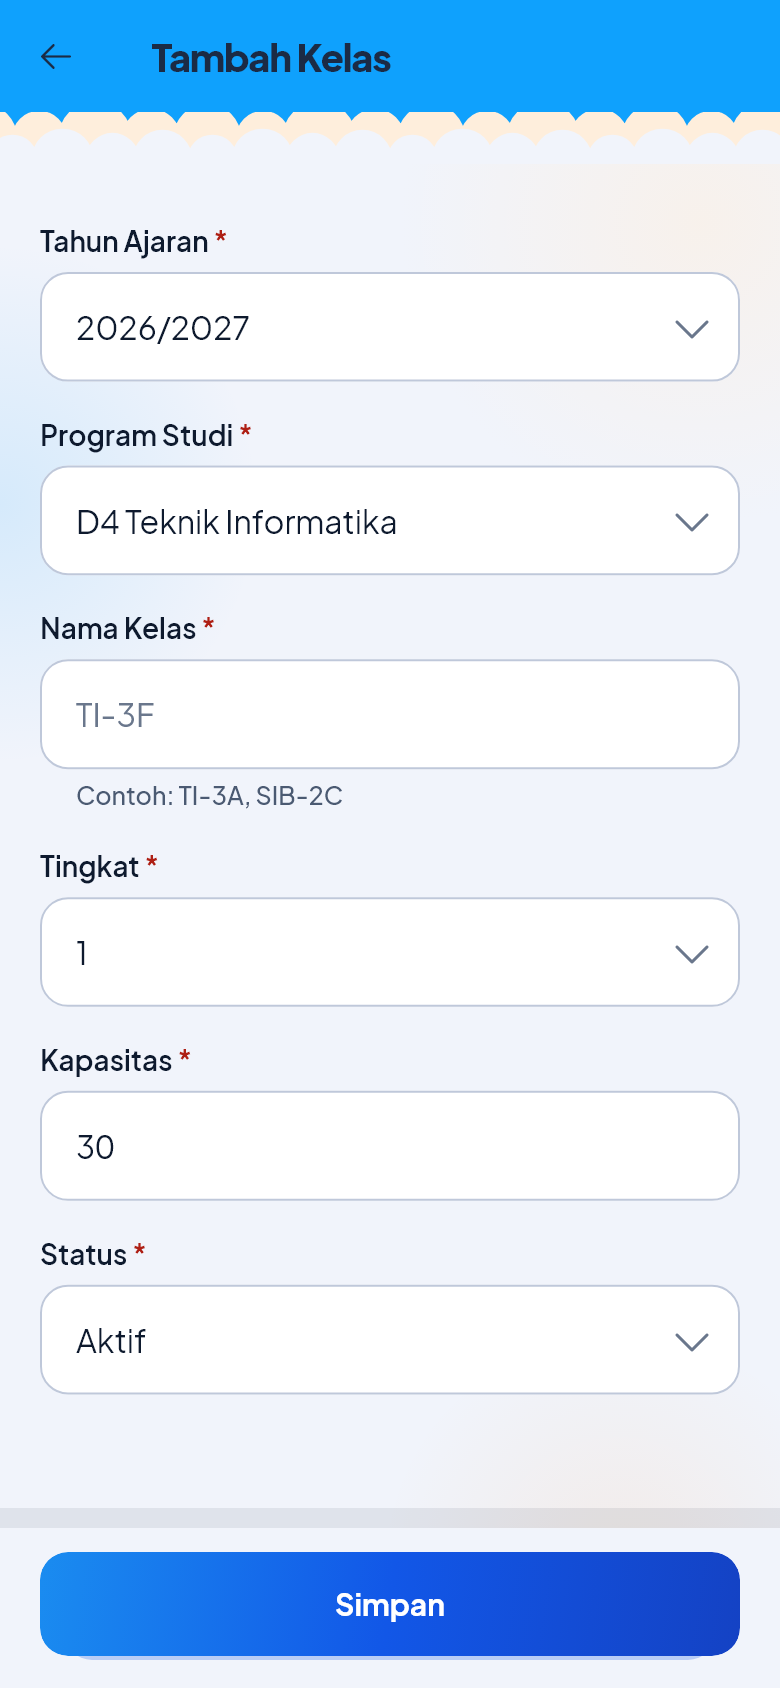 Tambah Kelas
Tahun Ajaran *
2026/2027
Program Studi *
D4 Teknik Informatika
Nama Kelas *
TI-3F
Contoh: TI-3A, SIB-2C
Tingkat *
1
Kapasitas *
30
Status *
Aktif
Simpan